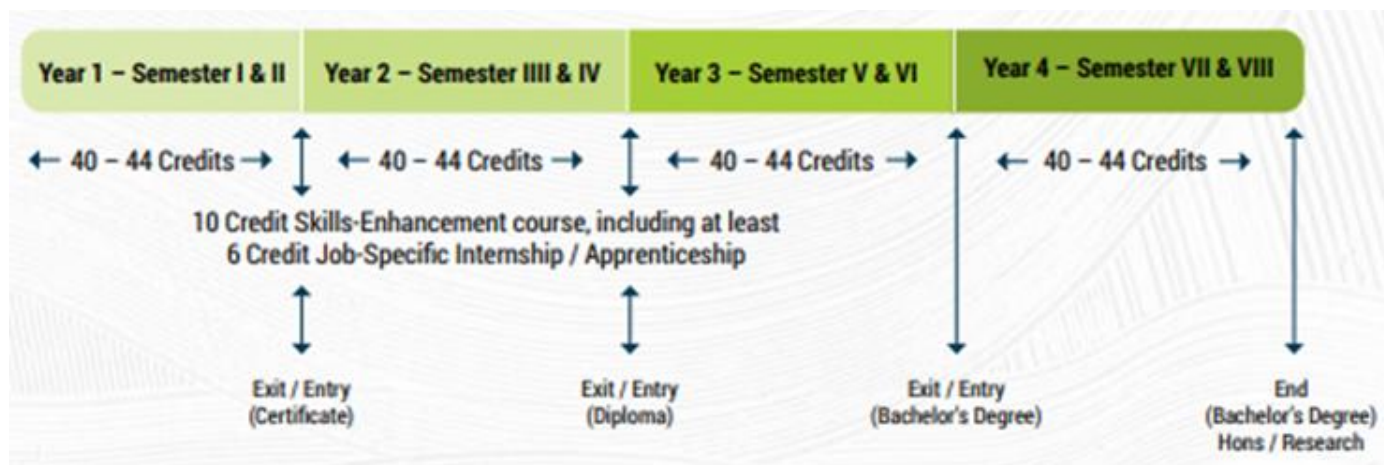 Year 1 – Semester I & II
Year 2 – Semester IIII & IV
Year 3 – Semester V & VI
Year 4 – Semester VII & VIII
40 – 44 Credits
40 – 44 Credits
40 – 44 Credits
40 – 44 Credits
10 Credit Skills-Enhancement course, including at least
6 Credit Job-Specific Internship / Apprenticeship
Exit / Entry
(Certificate)
Exit / Entry
(Diploma)
Exit / Entry
(Bachelor's Degree)
End
(Bachelor's Degree)
Hons / Research